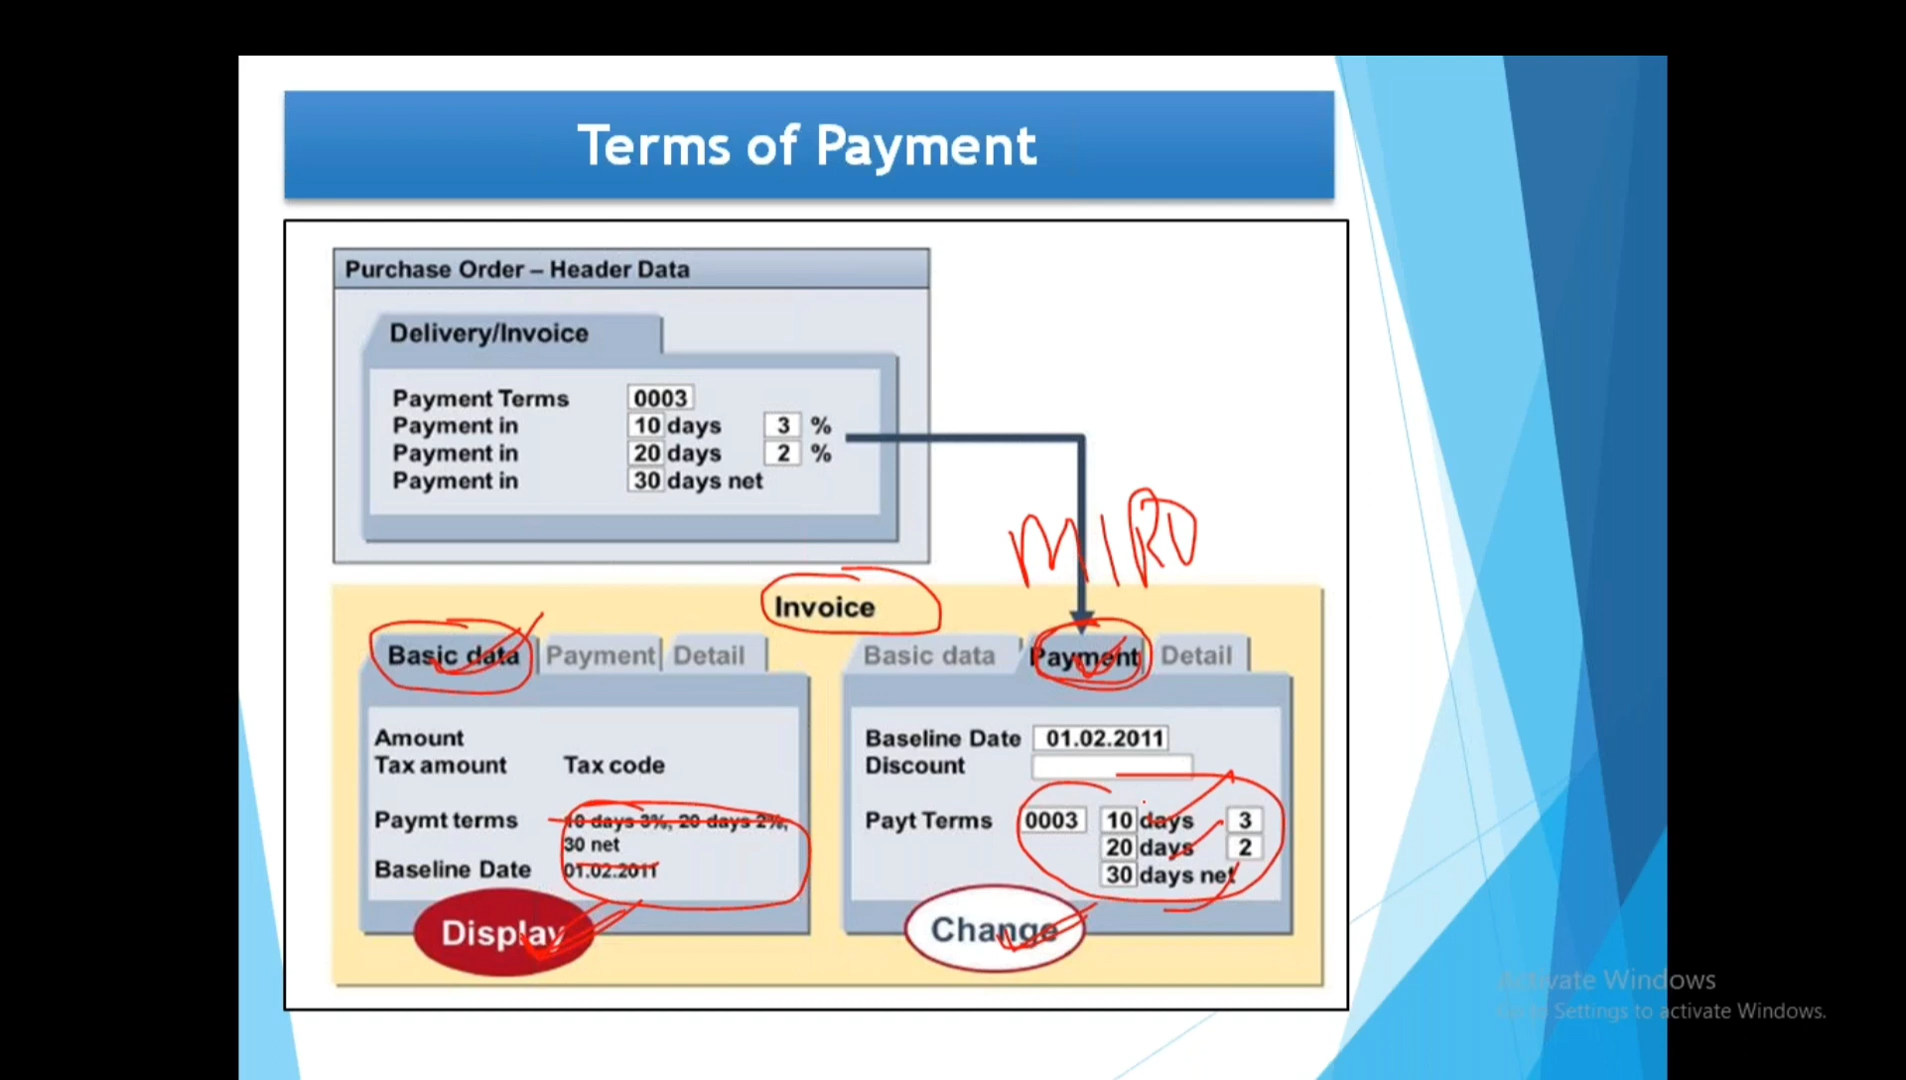 Terms of Payment
Purchase Order – Header Data
Delivery/Invoice
Payment Terms 0003
Payment in 10 days 3 %
Payment in 20 days 2 %
Payment in 30 days net
MIRO
Invoice
Basic data Payment Detail
Amount
Tax amount Tax code
Paymt terms 10 days 3%, 20 days 2%,
30 net
Baseline Date 01.02.2011
Display
Basic data Payment Detail
Baseline Date 01.02.2011
Discount
Payt Terms 0003 10 days 3
20 days 2
30 days net
Change
Activate Windows
Go to Settings to activate Windows.